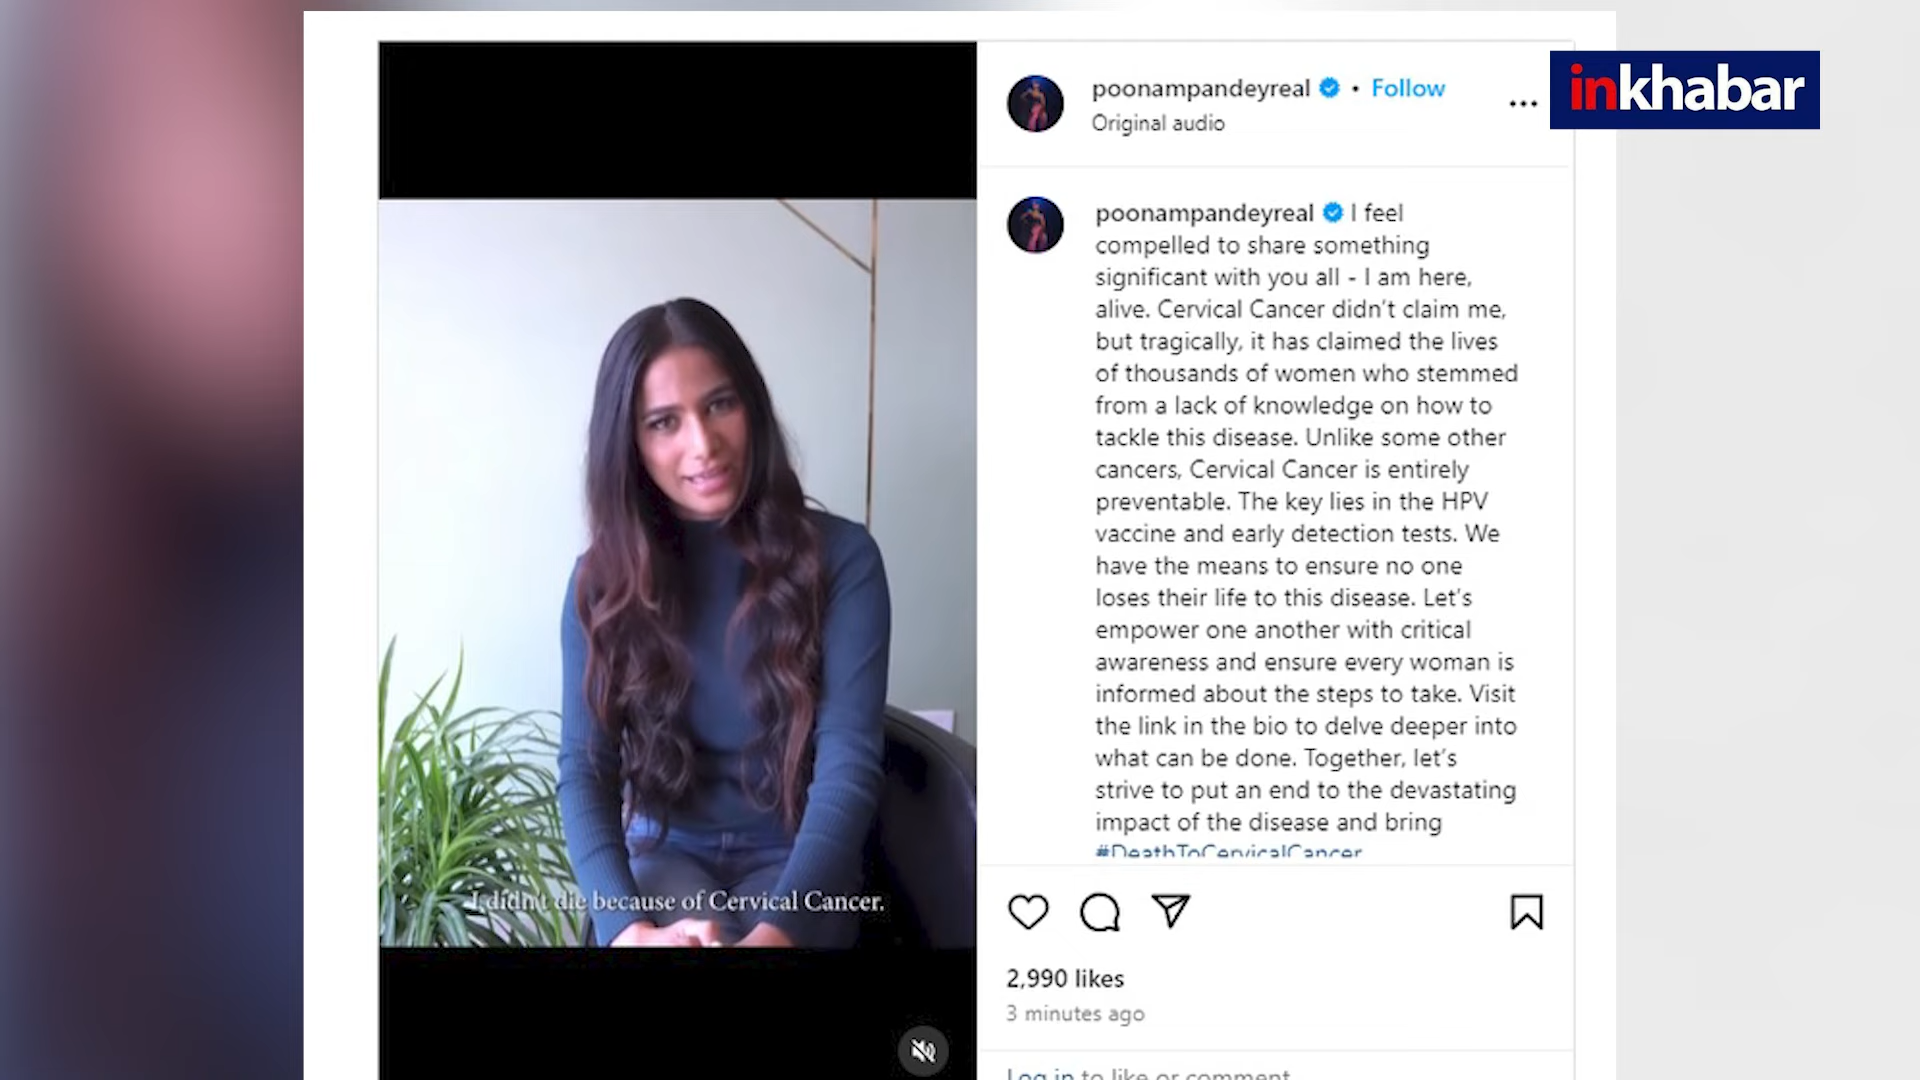 inkhabar
poonampandeyreal • Follow
Original audio
poonampandeyreal I feel
compelled to share something
significant with you all - I am here,
alive. Cervical Cancer didn’t claim me,
but tragically, it has claimed the lives
of thousands of women who stemmed
from a lack of knowledge on how to
tackle this disease. Unlike some other
cancers, Cervical Cancer is entirely
preventable. The key lies in the HPV
vaccine and early detection tests. We
have the means to ensure no one
loses their life to this disease. Let’s
empower one another with critical
awareness and ensure every woman is
informed about the steps to take. Visit
the link in the bio to delve deeper into
what can be done. Together, let’s
strive to put an end to the devastating
impact of the disease and bring
#DeathToCervicalCancer
I didn't die because of Cervical Cancer.
2,990 likes
3 minutes ago
Log in to like or comment.